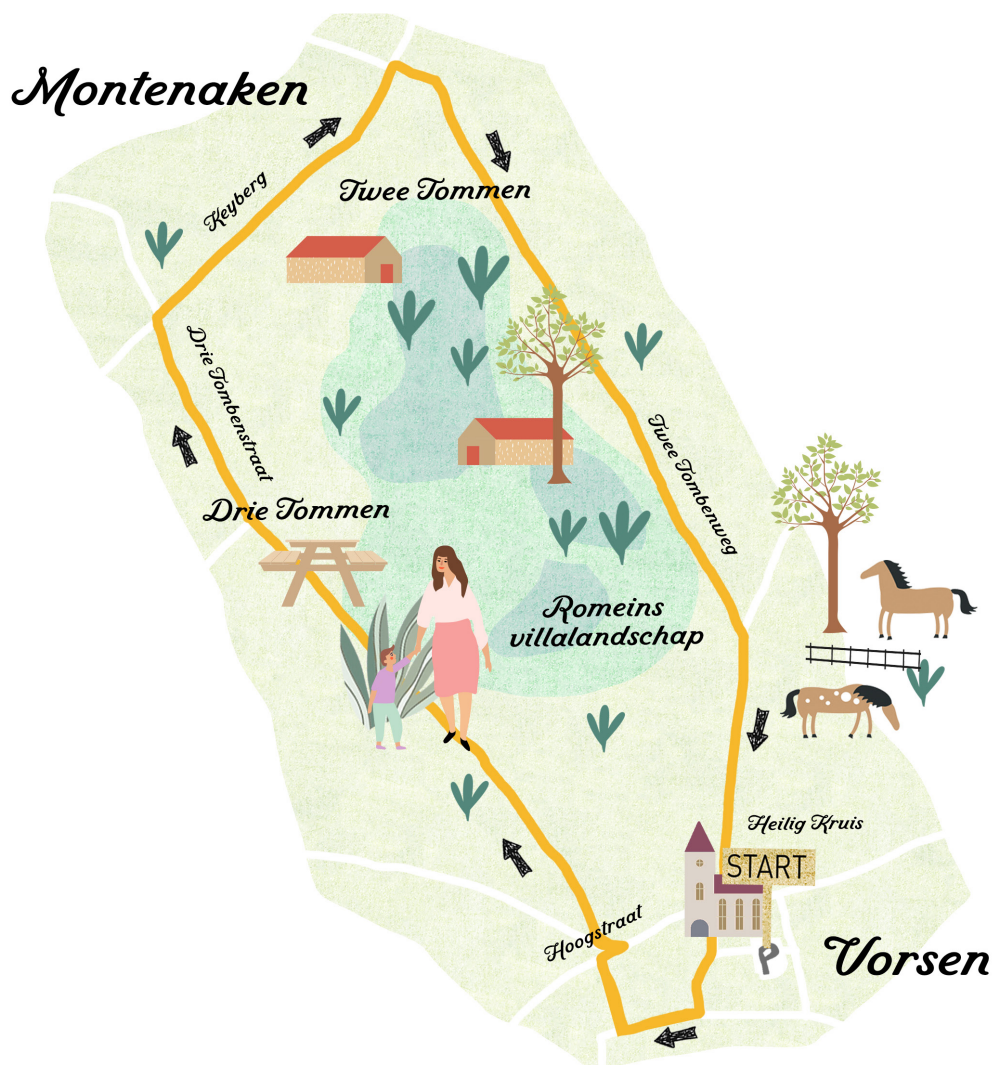 Montenaken
Keyberg
Twee Tommen
Drie Tombenstraat
Twee Tombenweg
Drie Tommen
Romeins
villalandschap
Heilig Kruis
START
Hoogstraat
Vorsen
P